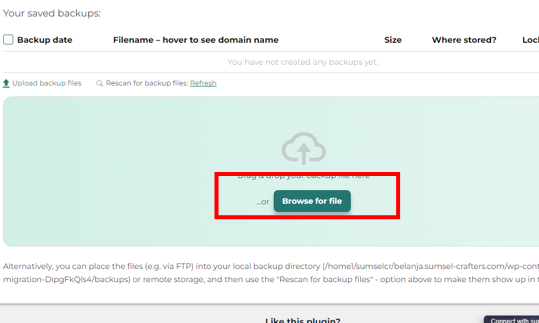 Your saved backups:
Backup date Filename – hover to see domain name Size Where stored? Loc
You have not created any backups yet.
Upload backup files Rescan for backup files: Refresh
Drag & drop your backup file here
...or Browse for file
Alternatively, you can place the files (e.g. via FTP) into your local backup directory (/home1/sumselcr/belanja.sumsel-crafters.com/wp-cont
migration-DipgFkQIs4/backups) or remote storage, and then use the "Rescan for backup files" - option above to make them show up in t
Like this plugin?
Connect with su